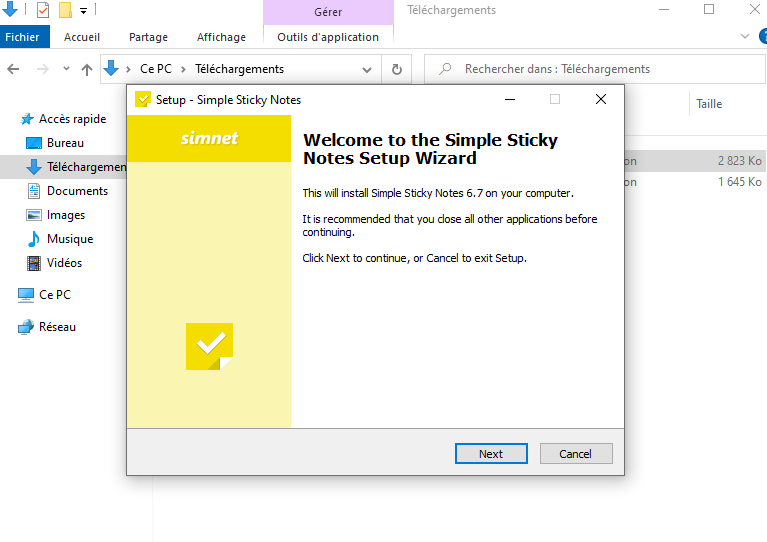 Gérer
Téléchargements
Fichier
Accueil
Partage
Affichage
Outils d'application
Ce PC
Téléchargements
Rechercher dans : Téléchargements
Setup - Simple Sticky Notes
Taille
simnet
Welcome to the Simple Sticky
Notes Setup Wizard
This will install Simple Sticky Notes 6.7 on your computer.
It is recommended that you close all other applications before
continuing.
Click Next to continue, or Cancel to exit Setup.
Next
Cancel
Accès rapide
Bureau
Téléchargemen
Documents
Images
Musique
Vidéos
Ce PC
Réseau
on
2 823 Ko
on
1 645 Ko